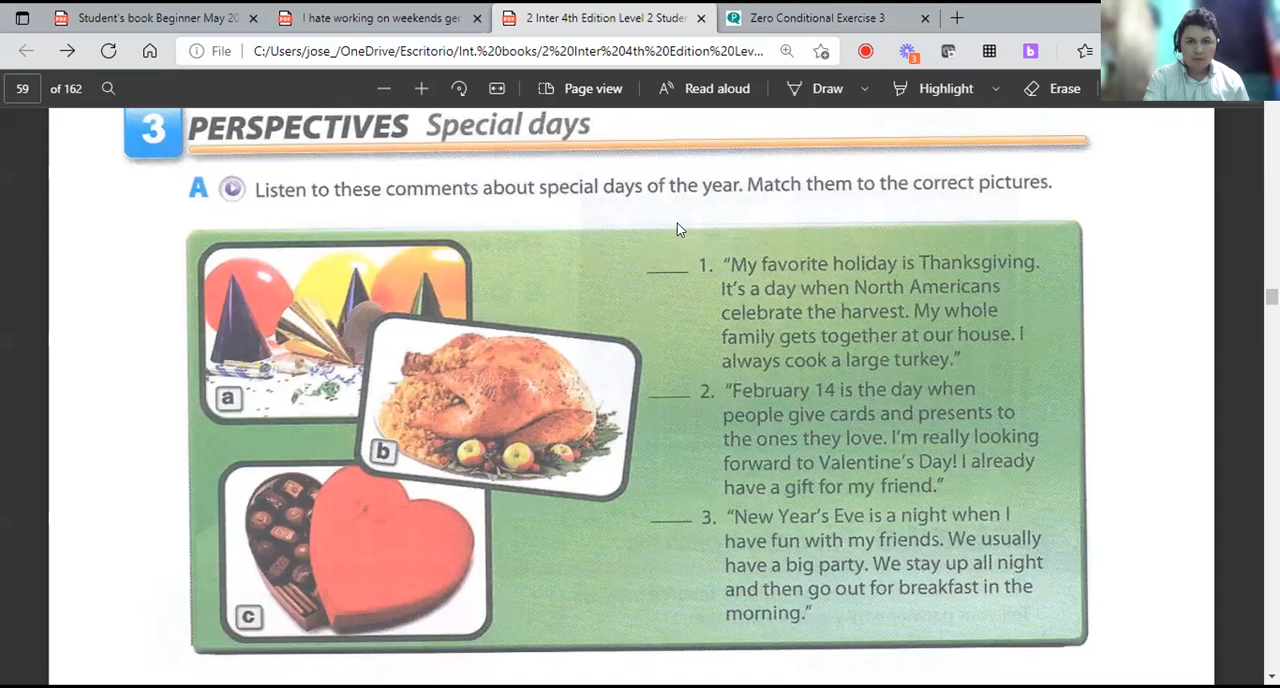 Student's book Beginner May 20
I hate working on weekends ger
2 Inter 4th Edition Level 2 Studer
Zero Conditional Exercise 3
File
C:/Users/jose_/OneDrive/Escritorio/Int.%20books/2%20Inter%204th%20Edition%20Lev...
3
59 of 162
Page view
Read aloud
Draw
Highlight
Erase
3 PERSPECTIVES Special days
A Listen to these comments about special days of the year. Match them to the correct pictures.
a
b
c
____ 1. "My favorite holiday is Thanksgiving.
It's a day when North Americans
celebrate the harvest. My whole
family gets together at our house. I
always cook a large turkey."
____ 2. "February 14 is the day when
people give cards and presents to
the ones they love. I'm really looking
forward to Valentine's Day! I already
have a gift for my friend."
____ 3. "New Year's Eve is a night when I
have fun with my friends. We usually
have a big party. We stay up all night
and then go out for breakfast in the
morning."